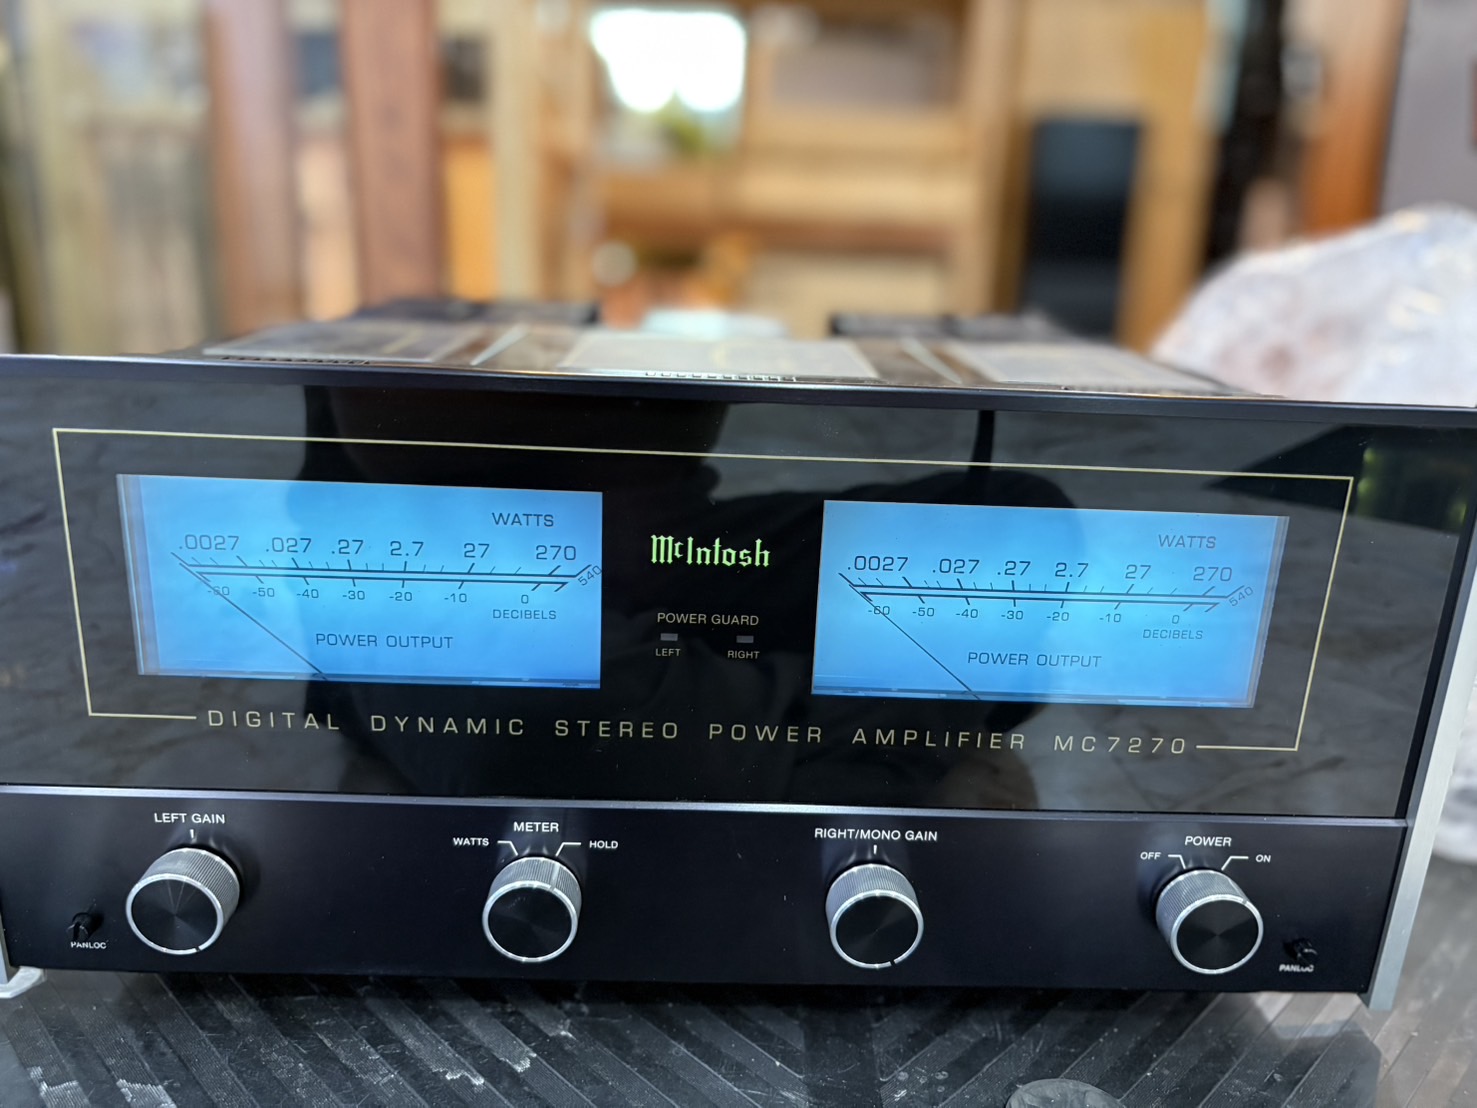 WATTS
.0027 .027 .27 2.7 27 270 540
-60 -50 -40 -30 -20 -10 0
DECIBELS
POWER OUTPUT
McIntosh
POWER GUARD
LEFT RIGHT
WATTS
.0027 .027 .27 2.7 27 270 540
-60 -50 -40 -30 -20 -10 0
DECIBELS
POWER OUTPUT
DIGITAL DYNAMIC STEREO POWER AMPLIFIER MC7270
LEFT GAIN
METER
WATTS HOLD
RIGHT/MONO GAIN
POWER
OFF ON
PANLOC
PANLOC